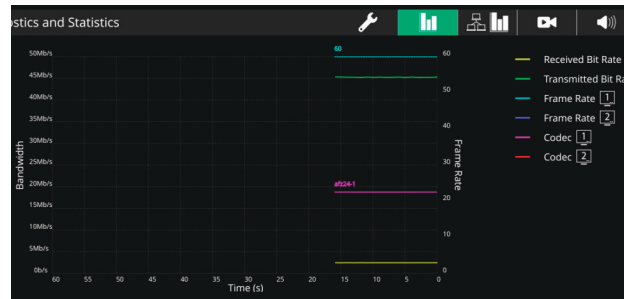 ostics and Statistics
50Mb/s
45Mb/s
40Mb/s
35Mb/s
30Mb/s
25Mb/s
20Mb/s
15Mb/s
10Mb/s
5Mb/s
0b/s
Bandwidth
60
afz24-1
60
50
40
30
20
10
0
Frame Rate
60 55 50 45 40 35 30 25 20 15 10 5 0
Time (s)
Received Bit Rate
Transmitted Bit Ra
Frame Rate 1
Frame Rate 2
Codec 1
Codec 2